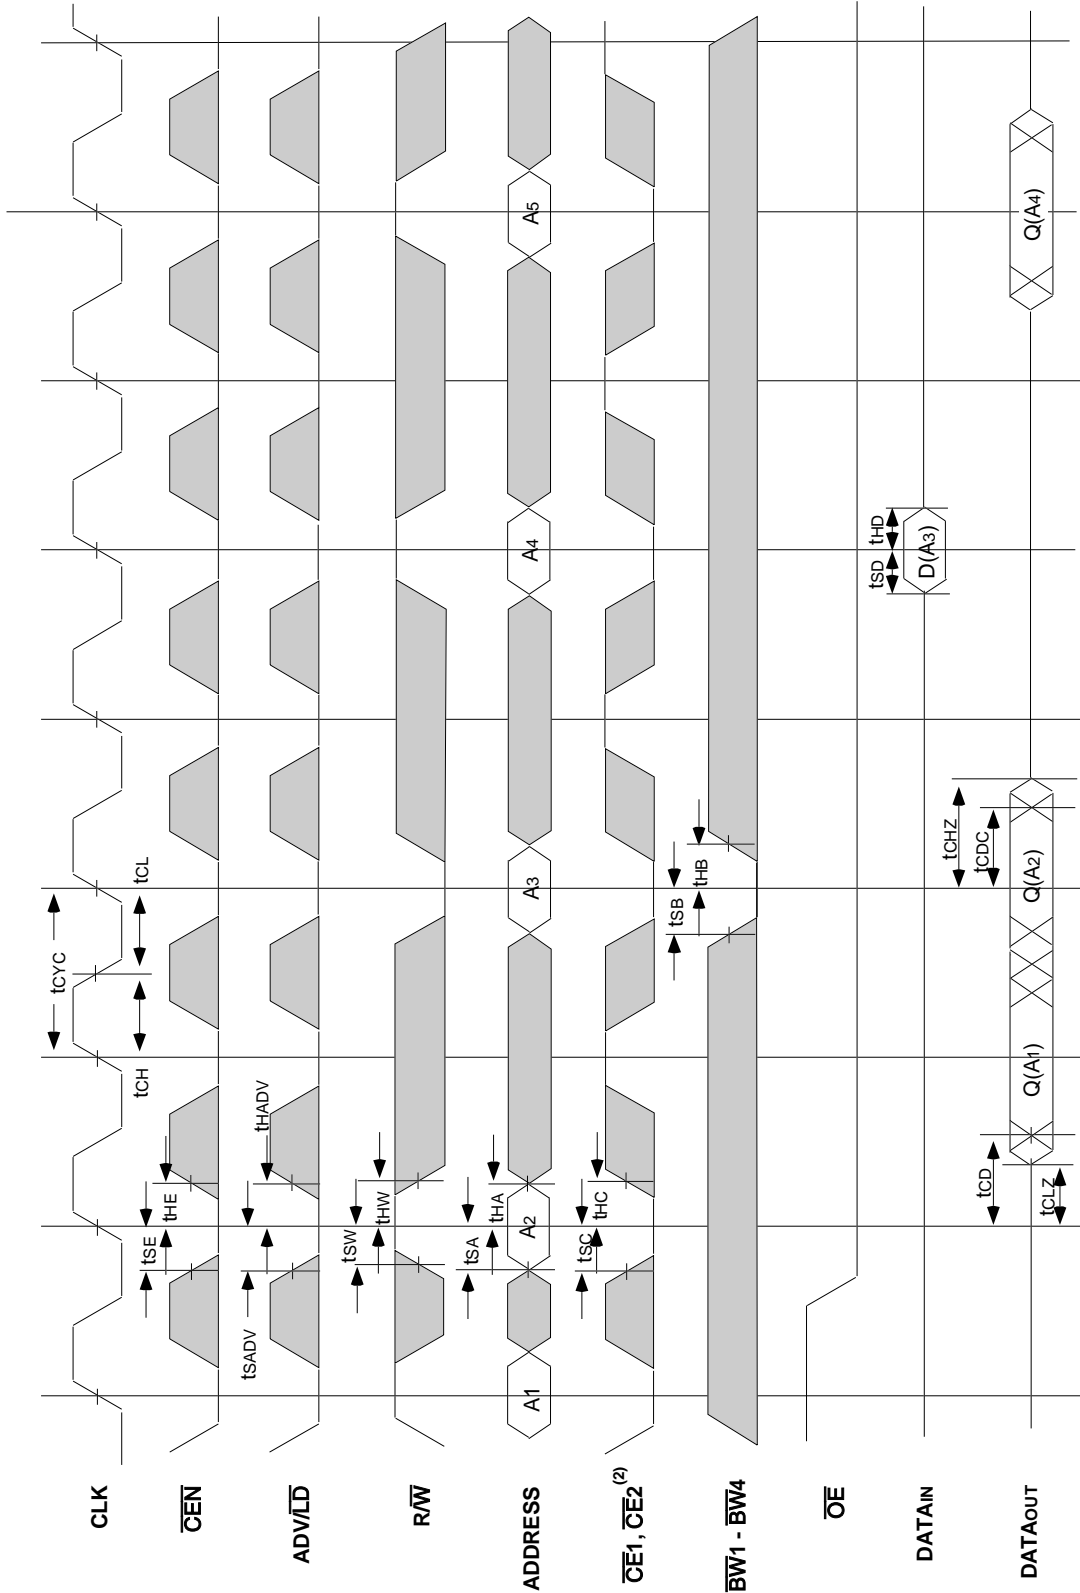 CLK
tCYC
tCH
tCL
CEN
tSE
tHE
ADV/LD
tSADV
tHADV
R/W
tSW
tHW
ADDRESS
A1
A2
A3
A4
A5
tSA
tHA
CE1, CE2(2)
tSC
tHC
BW1 - BW4
tSB
tHB
OE
DATAIN
tSD
tHD
D(A3)
DATAOUT
tCD
tCLZ
tCHZ
tCDC
Q(A1)
Q(A2)
Q(A4)